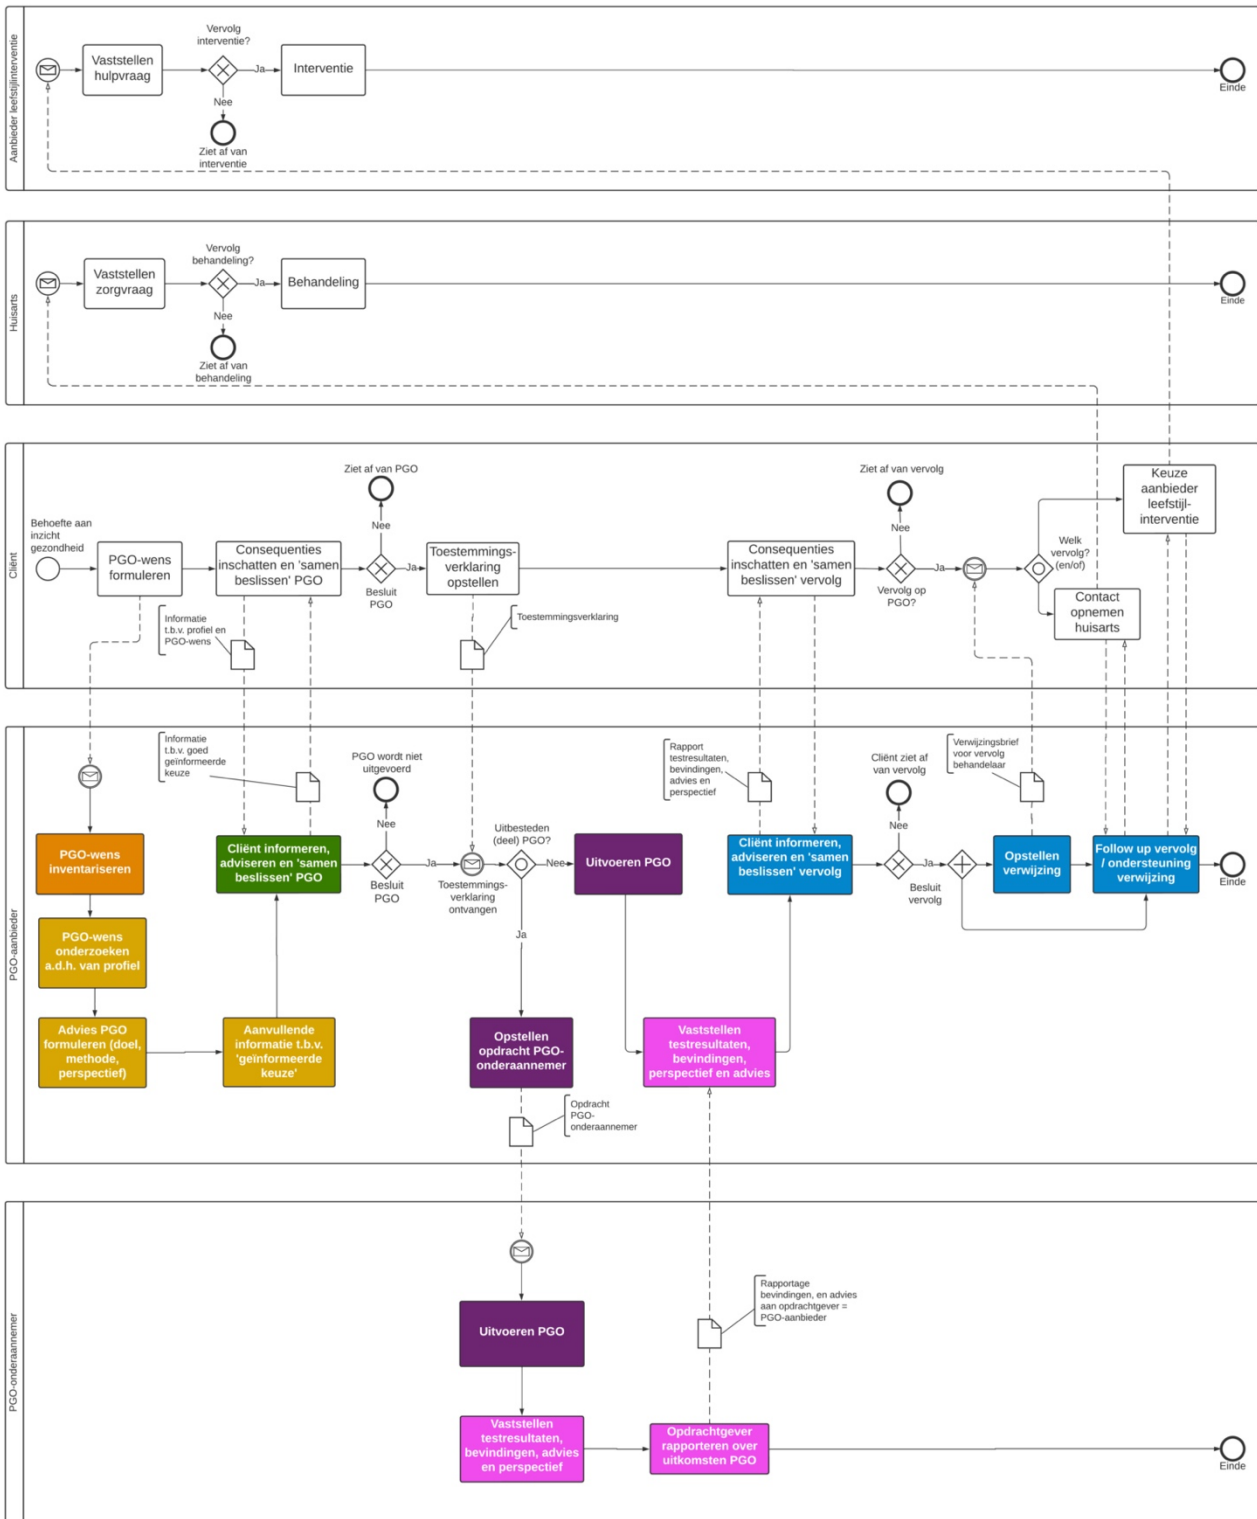 Aanbieder leefstijlinterventie
Vervolg
interventie?
Vaststellen
hulpvraag
Ja
Interventie
Nee
Ziet af van
interventie
Einde
Huisarts
Vervolg
behandeling?
Vaststellen
zorgvraag
Ja
Behandeling
Nee
Ziet af van
behandeling
Einde
Cliënt
Behoefte aan
inzicht
gezondheid
PGO-wens
formuleren
Consequenties
inschatten en 'samen
beslissen' PGO
Ziet af van PGO
Nee
Ja
Besluit
PGO
Toestemmings-
verklaring
opstellen
Consequenties
inschatten en 'samen
beslissen' vervolg
Ziet af van vervolg
Nee
Ja
Vervolg op
PGO?
Welk
vervolg?
(en/of)
Keuze
aanbieder
leefstijl-
interventie
Contact
opnemen
huisarts
Informatie
t.b.v. profiel en
PGO-wens
Toestemmingsverklaring
PGO-aanbieder
Informatie
t.b.v. goed
geïnformeerde
keuze
PGO wordt niet
uitgevoerd
Nee
Uitbesteden
(deel) PGO?
Rapport
testresultaten,
bevindingen,
advies en
perspectief
Cliënt ziet af
van vervolg
Nee
Verwijzingsbrief
voor vervolg
behandelaar
PGO-wens
inventariseren
Cliënt informeren,
adviseren en 'samen
beslissen' PGO
Ja
Besluit
PGO
Toestemmings-
verklaring
ontvangen
Nee
Uitvoeren PGO
Cliënt informeren,
adviseren en 'samen
beslissen' vervolg
Ja
Besluit
vervolg
Opstellen
verwijzing
Follow up vervolg
/ ondersteuning
verwijzing
Einde
PGO-wens
onderzoeken
a.d.h. van profiel
Ja
Advies PGO
formuleren (doel,
methode,
perspectief)
Aanvullende
informatie t.b.v.
'geïnformeerde
keuze'
Opstellen
opdracht PGO-
onderaannemer
Vaststellen
testresultaten,
bevindingen,
perspectief en advies
Opdracht
PGO-
onderaannemer
PGO-onderaannemer
Uitvoeren PGO
Rapportage
bevindingen, en advies
aan opdrachtgever =
PGO-aanbieder
Vaststellen
testresultaten,
bevindingen, advies
en perspectief
Opdrachtgever
rapporteren over
uitkomsten PGO
Einde